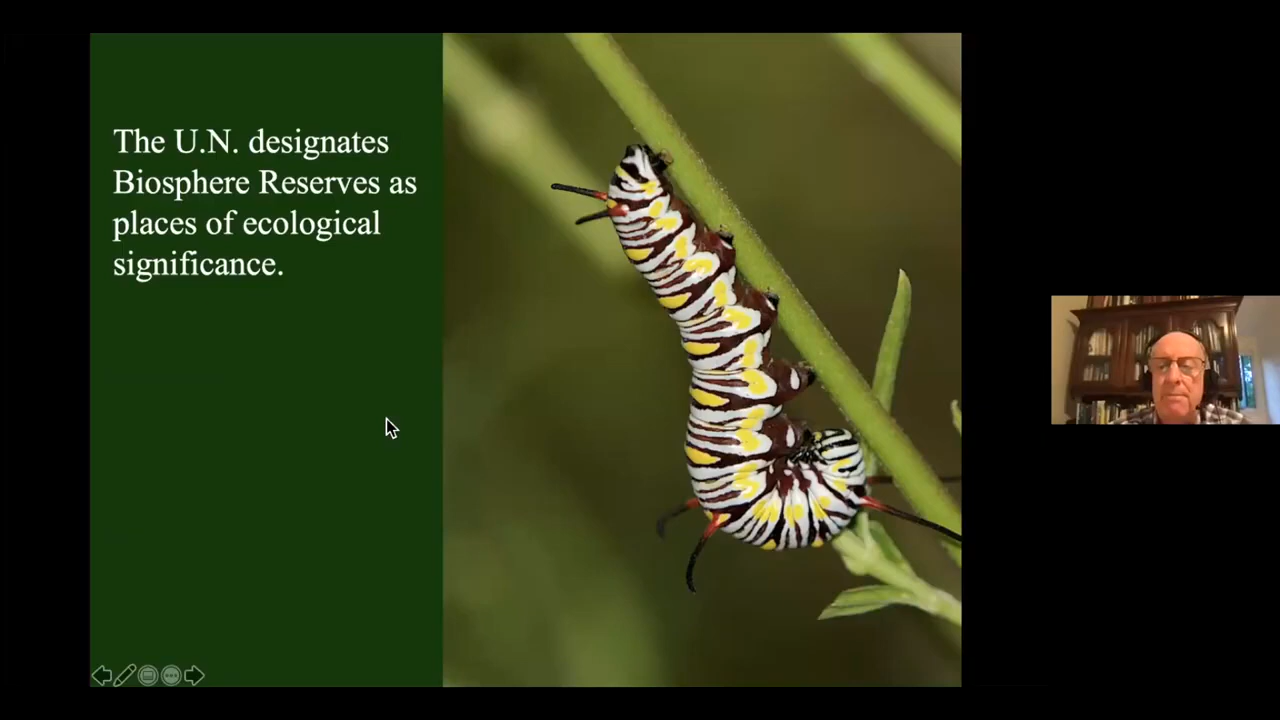 The U.N. designates
Biosphere Reserves as
places of ecological
significance.